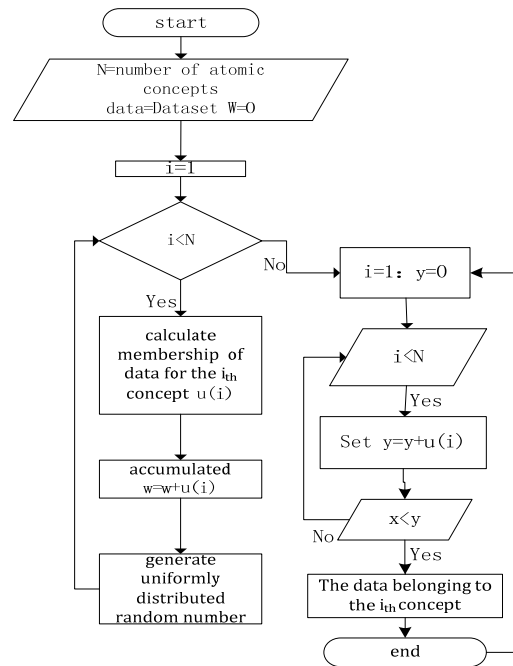 start
N=number of atomic
concepts
data=Dataset W=0
i=1
i<N
No
Yes
calculate
membership of
data for the ith
concept u(i)
accumulated
w=w+u(i)
generate
uniformly
distributed
random number
i=1: y=0
i<N
Yes
Set y=y+u(i)
x<y
No
Yes
The data belonging to
the ith concept
end